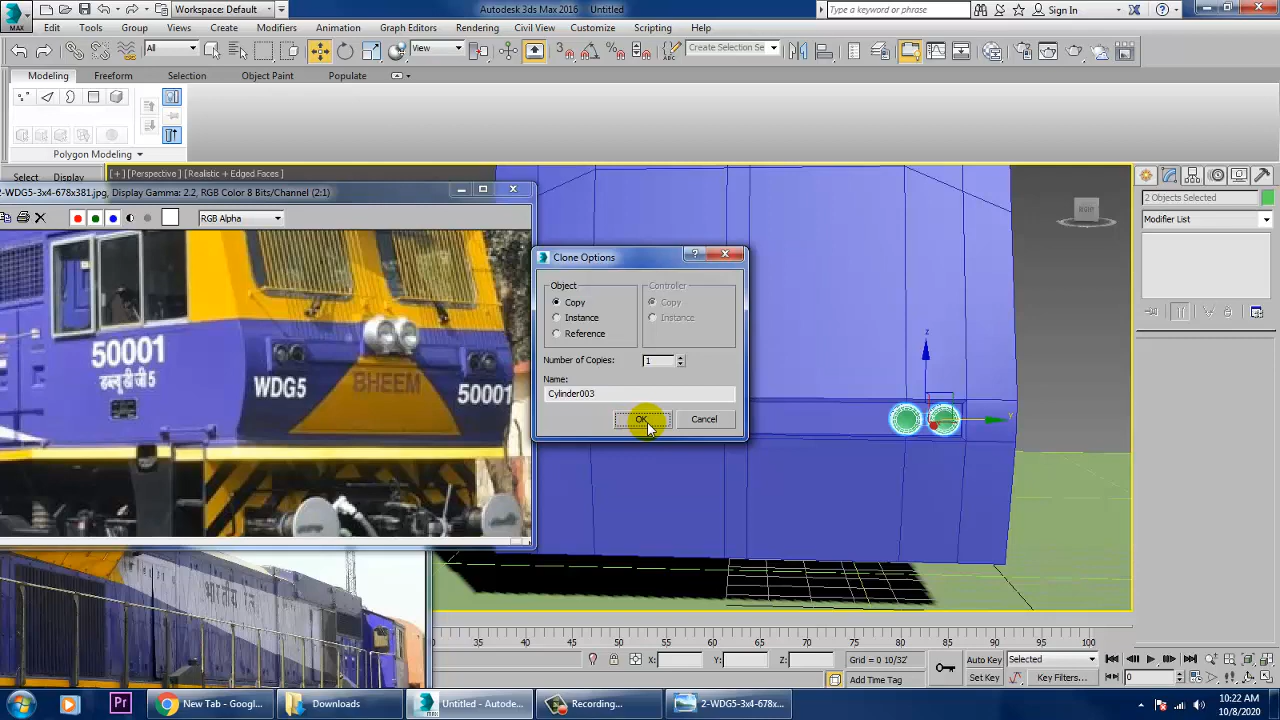 Workspace: Default
Autodesk 3ds Max 2016 Untitled
Type a keyword or phrase
Sign In
MAX
Edit Tools Group Views Create Modifiers Animation Graph Editors Rendering Civil View Customize Scripting Help
All
View
3
Create Selection Se
Modeling Freeform Selection Object Paint Populate
Polygon Modeling
Select Display
[+] [Perspective] [Realistic + Edged Faces]
2-WDG5-3x4-678x381.jpg, Display Gamma: 2.2, RGB Color 8 Bits/Channel (2:1)
RGB Alpha
2 Objects Selected
Modifier List
Clone Options
Object
Copy
Instance
Reference
Controller
Copy
Instance
Number of Copies: 1
Name:
Cylinder003
OK Cancel
z
y
50001
डब्ल्यूडीजी5
WDG5
BHEEM
50001
35 40 45 50 55 60 65 70 75 80 85 90 95 100
X: Y: Z: Grid = 0 10/32'
Add Time Tag
Auto Key Selected
Set Key Key Filters...
0
New Tab - Googl...
Downloads
Untitled - Autode...
Recording...
2-WDG5-3x4-678x...
10:22 AM
10/8/2020